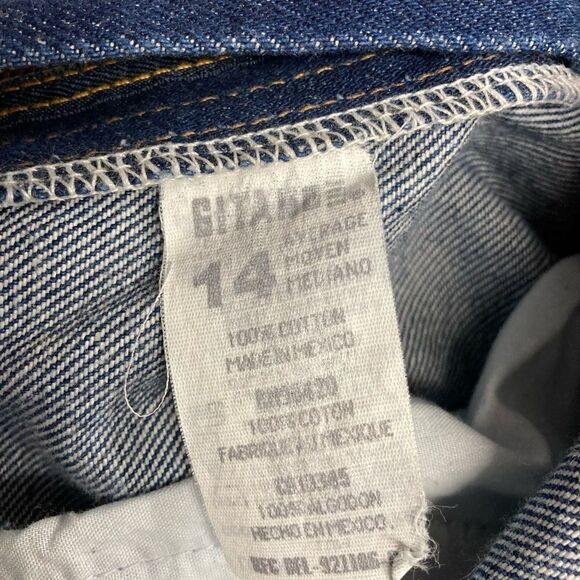 GITANO
14 AVERAGE
MOYEN
MEDIANO
100% COTTON
MADE IN MEXICO
100% COTON
FABRIQUE AU MEXIQUE
100% ALGODON
HECHO EN MEXICO